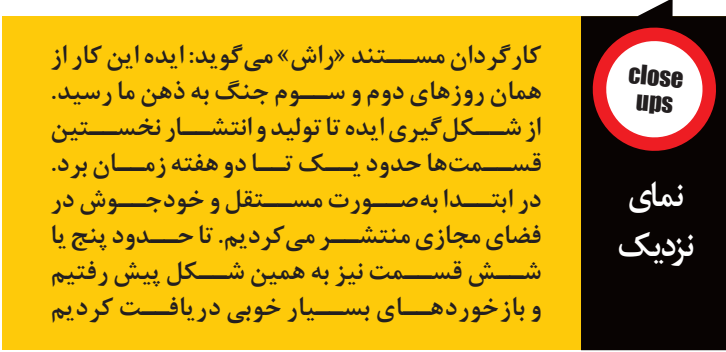 close
ups
نمای
نزدیک
کارگردان مستند «راش» می‌گوید: ایده این کار از
همان روزهای دوم و سوم جنگ به ذهن ما رسید.
از شکل‌گیری ایده تا تولید و انتشار نخستین
قسمت‌ها حدود یک تا دو هفته زمان برد.
در ابتدا به‌صورت مستقل و خودجوش در
فضای مجازی منتشر می‌کردیم. تا حدود پنج یا
شش قسمت نیز به همین شکل پیش رفتیم
و بازخوردهای بسیار خوبی دریافت کردیم